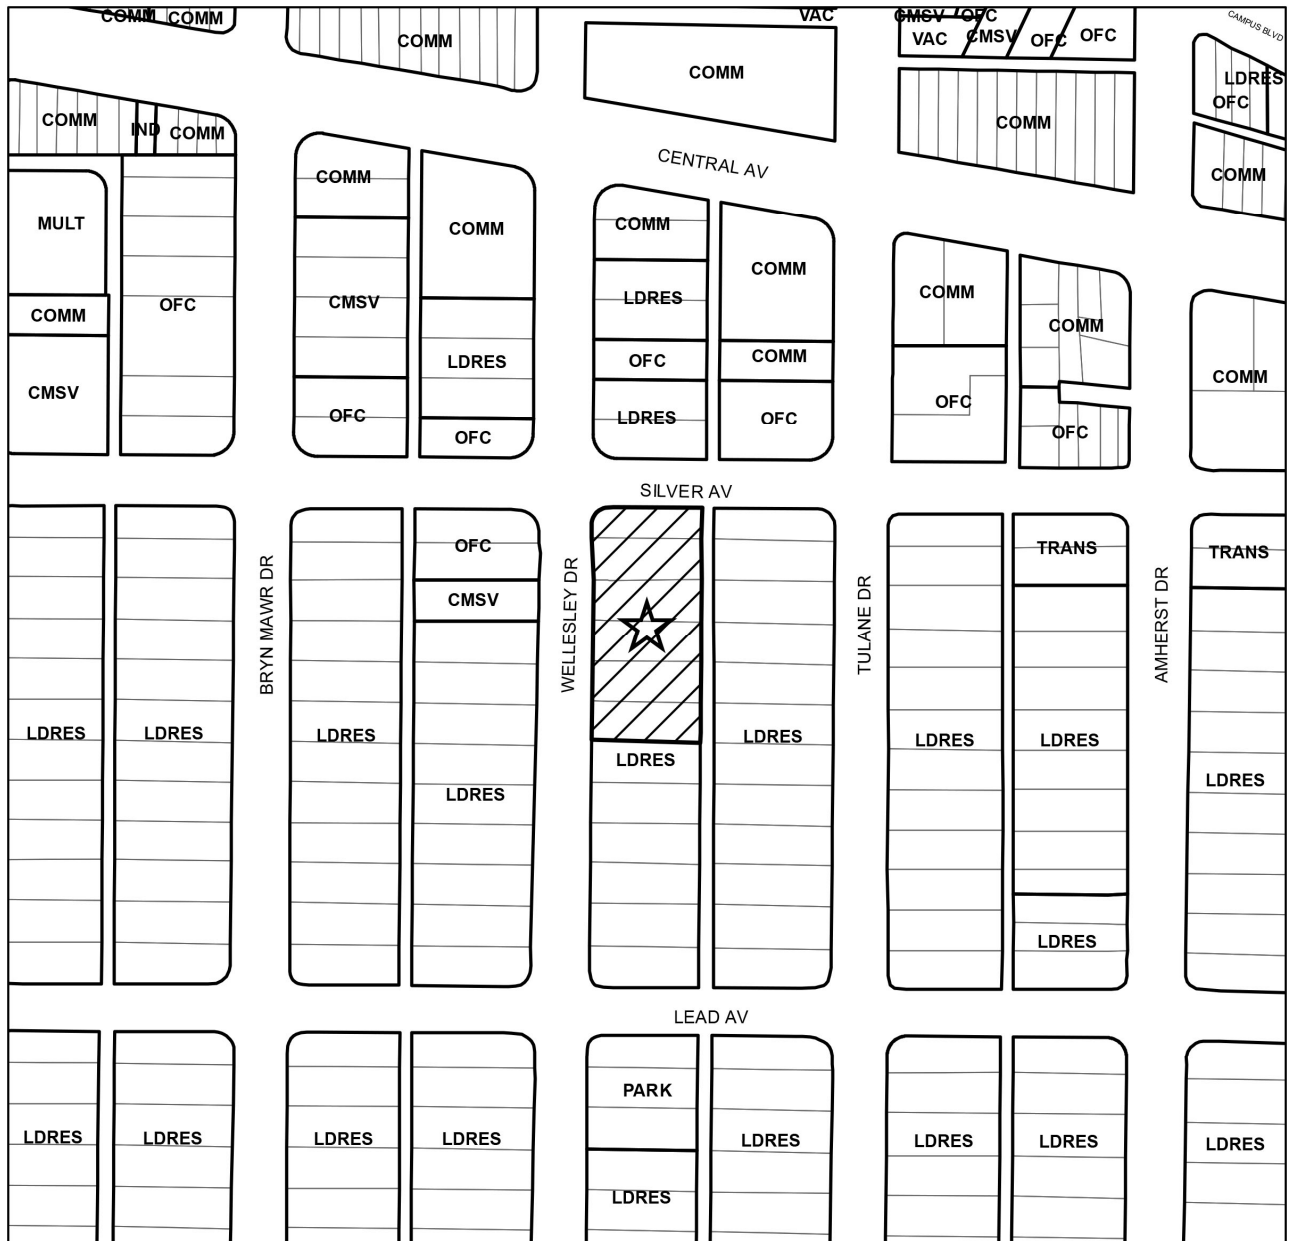 COMM
COMM
COMM
VAC
COMM
CMSV
OFC
VAC
CMSV
OFC
OFC
CAMPUS BLVD
LDRES
OFC
COMM
IND
COMM
COMM
COMM
CENTRAL AV
COMM
MULT
COMM
COMM
COMM
COMM
COMM
OFC
CMSV
LDRES
COMM
COMM
COMM
COMM
LDRES
OFC
COMM
CMSV
OFC
OFC
LDRES
OFC
OFC
OFC
SILVER AV
OFC
TRANS
TRANS
CMSV
BRYN MAWR DR
WELLESLEY DR
TULANE DR
AMHERST DR
LDRES
LDRES
LDRES
LDRES
LDRES
LDRES
LDRES
LDRES
LDRES
LDRES
LDRES
LEAD AV
PARK
LDRES
LDRES
LDRES
LDRES
LDRES
LDRES
LDRES
LDRES
LDRES